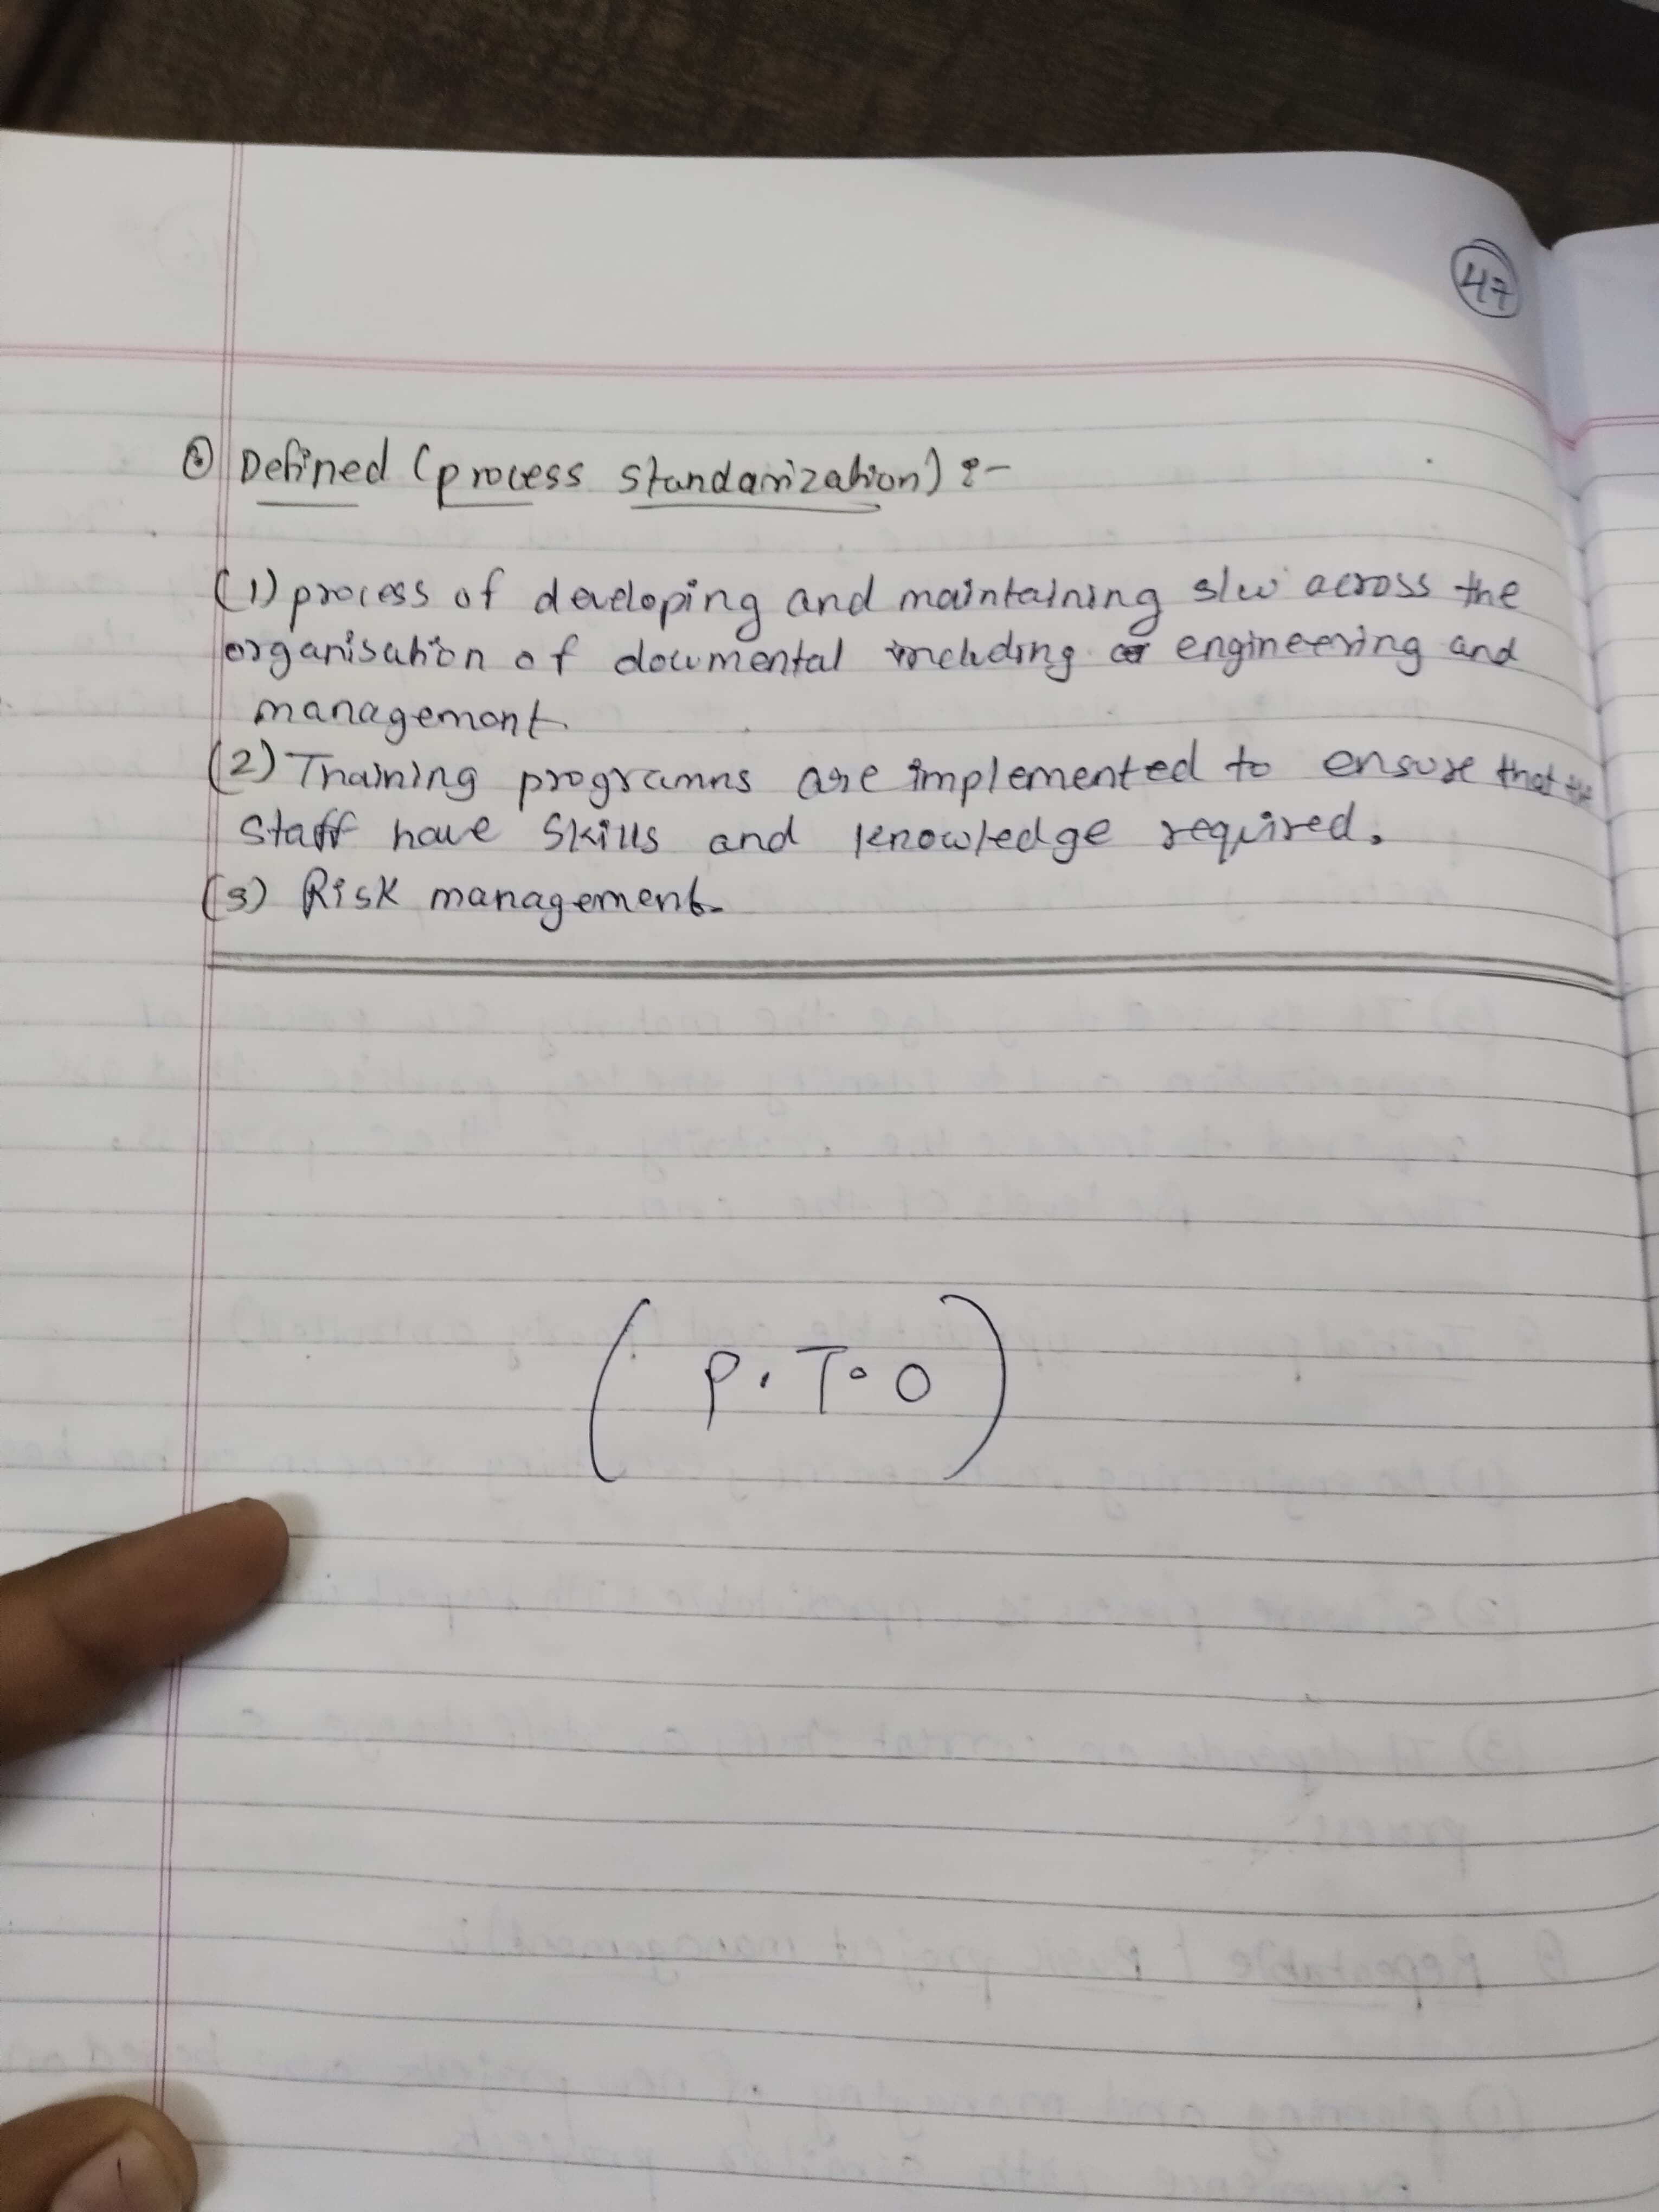 47
③ Defined (process standarization) :-
(1) process of developing and maintaining s/w across the
organisation of documental including engineering and
management.
(2) Training programns are implemented to ensure that the
staff have skills and knowledge required.
(3) Risk management.
(P.T.O)